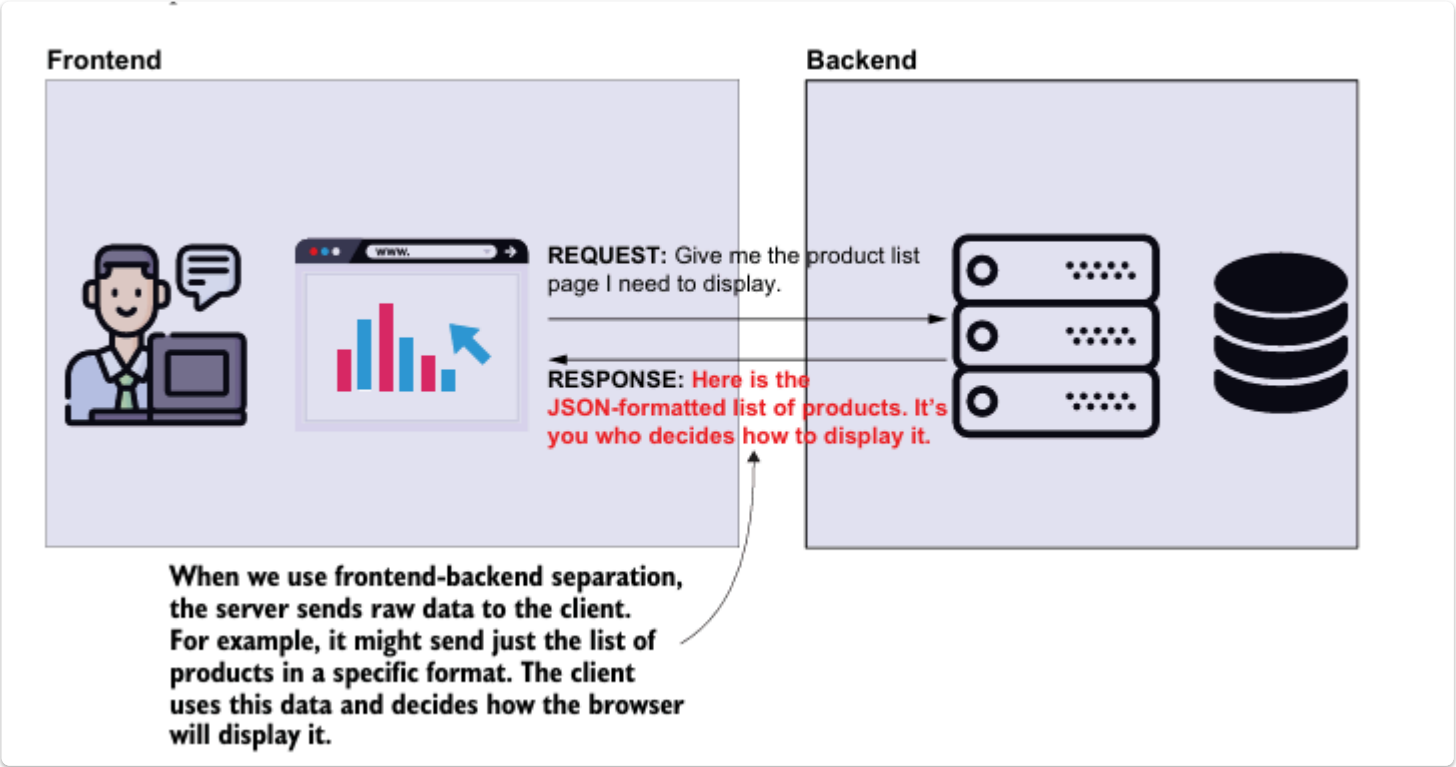 Frontend
Backend
www.
REQUEST: Give me the product list
page I need to display.
RESPONSE: Here is the
JSON-formatted list of products. It's
you who decides how to display it.
When we use frontend-backend separation,
the server sends raw data to the client.
For example, it might send just the list of
products in a specific format. The client
uses this data and decides how the browser
will display it.